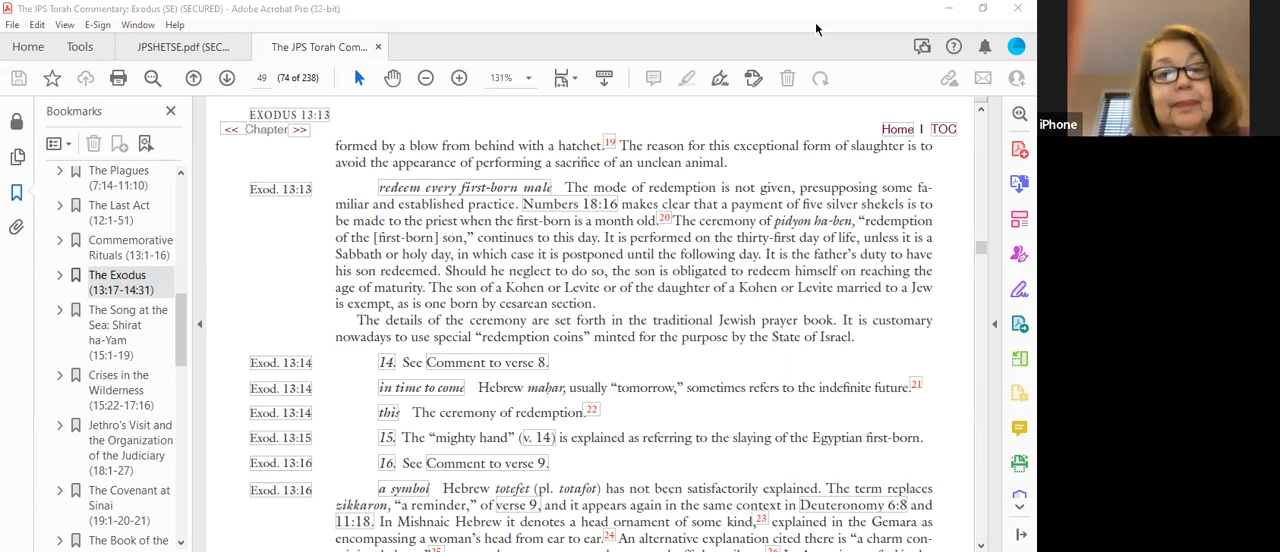 The JPS Torah Commentary: Exodus (SE) (SECURED) - Adobe Acrobat Pro (32-bit)
File Edit View E-Sign Window Help
Home Tools JPSHETSE.pdf (SEC... The JPS Torah Com... ×
49 (74 of 238) 131%
Bookmarks
The Plagues
(7:14-11:10)
The Last Act
(12:1-51)
Commemorative
Rituals (13:1-16)
The Exodus
(13:17-14:31)
The Song at the
Sea: Shirat
ha-Yam
(15:1-19)
Crises in the
Wilderness
(15:22-17:16)
Jethro's Visit and
the Organization
of the Judiciary
(18:1-27)
The Covenant at
Sinai
(19:1-20-21)
The Book of the
EXODUS 13:13
<< Chapter >> Home | TOC
formed by a blow from behind with a hatchet.19 The reason for this exceptional form of slaughter is to
avoid the appearance of performing a sacrifice of an unclean animal.
Exod. 13:13 redeem every first-born male The mode of redemption is not given, presupposing some fa-
miliar and established practice. Numbers 18:16 makes clear that a payment of five silver shekels is to
be made to the priest when the first-born is a month old.20 The ceremony of pidyon ha-ben, “redemption
of the [first-born] son,” continues to this day. It is performed on the thirty-first day of life, unless it is a
Sabbath or holy day, in which case it is postponed until the following day. It is the father’s duty to have
his son redeemed. Should he neglect to do so, the son is obligated to redeem himself on reaching the
age of maturity. The son of a Kohen or Levite or of the daughter of a Kohen or Levite married to a Jew
is exempt, as is one born by cesarean section.
The details of the ceremony are set forth in the traditional Jewish prayer book. It is customary
nowadays to use special “redemption coins” minted for the purpose by the State of Israel.
Exod. 13:14 14. See Comment to verse 8.
Exod. 13:14 in time to come Hebrew maḥar, usually “tomorrow,” sometimes refers to the indefinite future.21
Exod. 13:14 this The ceremony of redemption.22
Exod. 13:15 15. The “mighty hand” (v. 14) is explained as referring to the slaying of the Egyptian first-born.
Exod. 13:16 16. See Comment to verse 9.
Exod. 13:16 a symbol Hebrew totefet (pl. totafot) has not been satisfactorily explained. The term replaces
zikkaron, “a reminder,” of verse 9, and it appears again in the same context in Deuteronomy 6:8 and
11:18. In Mishnaic Hebrew it denotes a head ornament of some kind,23 explained in the Gemara as
encompassing a woman’s head from ear to ear.24 An alternative explanation cited there is “a charm con-
iPhone